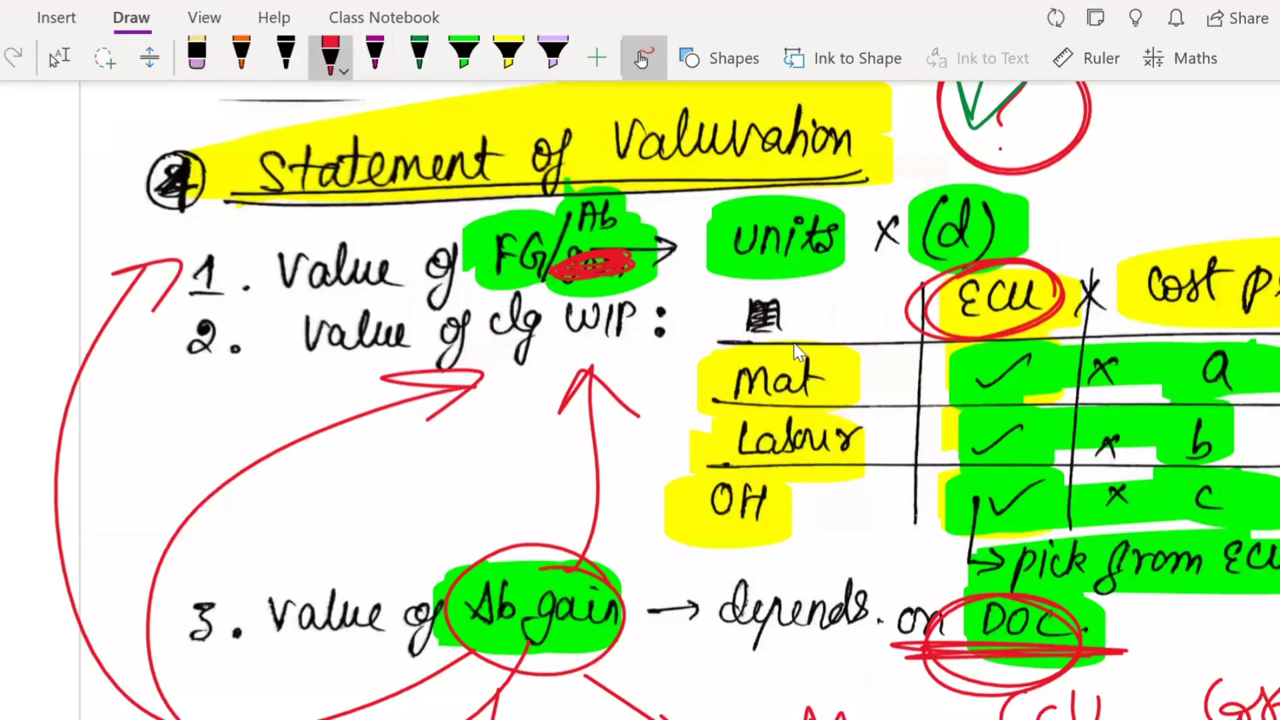 Insert Draw View Help Class Notebook Share
Shapes Ink to Shape Ink to Text Ruler Maths
Statement of Valuvation
1. Value of FG/Ab → units x (d)
ECU x cost
2. Value of clg WIP :
Mat ✓ x a
Labour ✓ x b
OH ✓ x c
→ pick from ECU
3. Value of Ab gain → depends. on DOC.